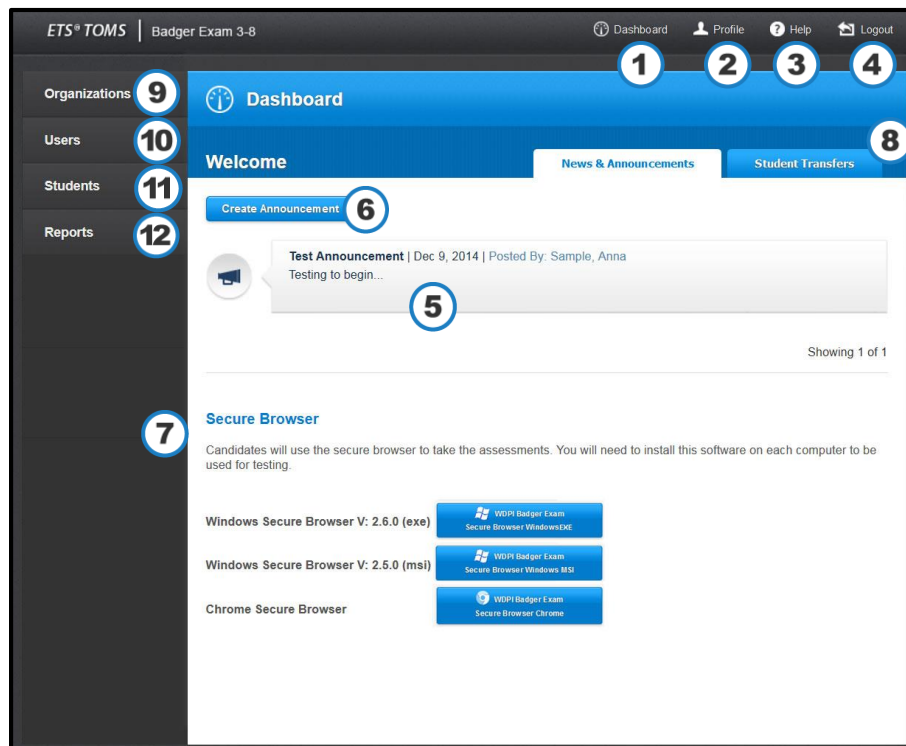 ETS® TOMS | Badger Exam 3-8
Dashboard Profile Help Logout
1 2 3 4
Organizations 9
Users 10
Students 11
Reports 12
Dashboard
8
Welcome
News & Announcements Student Transfers
Create Announcement 6
Test Announcement | Dec 9, 2014 | Posted By: Sample, Anna
Testing to begin...
5
Showing 1 of 1
7
Secure Browser
Candidates will use the secure browser to take the assessments. You will need to install this software on each computer to be
used for testing.
Windows Secure Browser V: 2.6.0 (exe)
WDPI Badger Exam
Secure Browser WindowsEXE
Windows Secure Browser V: 2.5.0 (msi)
WDPI Badger Exam
Secure Browser Windows MSI
Chrome Secure Browser
WDPI Badger Exam
Secure Browser Chrome